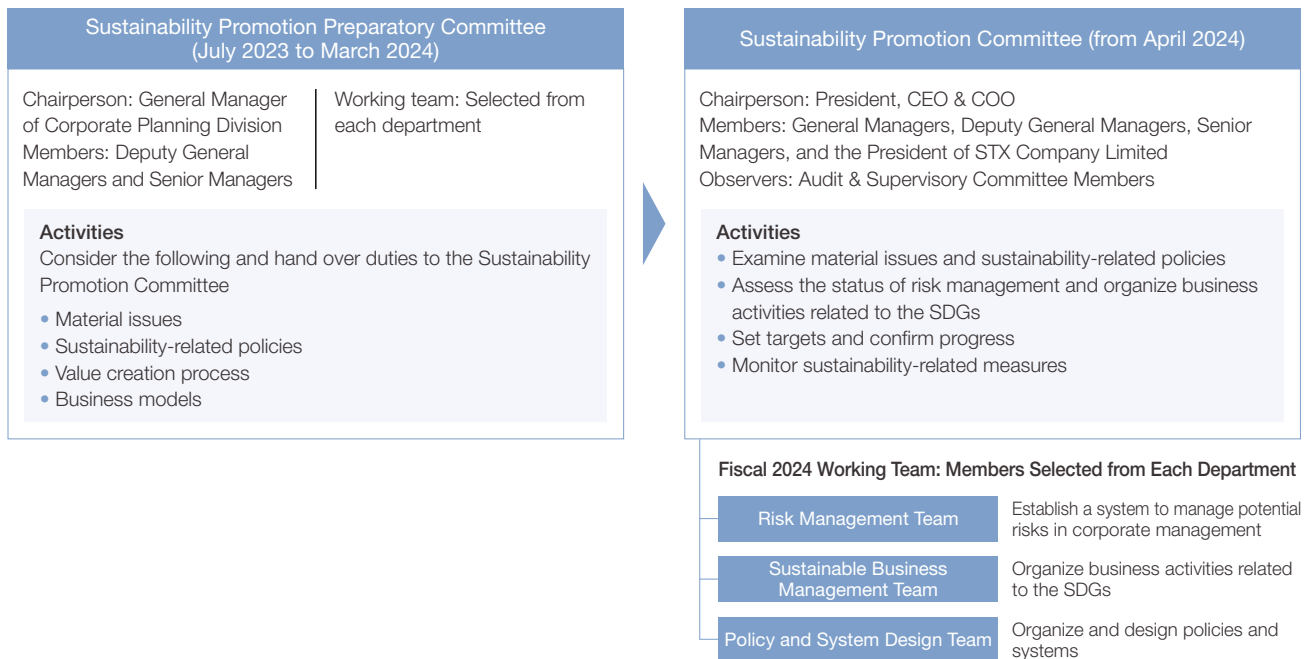 Sustainability Promotion Preparatory Committee
(July 2023 to March 2024)
Chairperson: General Manager
of Corporate Planning Division
Members: Deputy General
Managers and Senior Managers
Working team: Selected from
each department
Activities
Consider the following and hand over duties to the Sustainability
Promotion Committee
• Material issues
• Sustainability-related policies
• Value creation process
• Business models
Sustainability Promotion Committee (from April 2024)
Chairperson: President, CEO & COO
Members: General Managers, Deputy General Managers, Senior
Managers, and the President of STX Company Limited
Observers: Audit & Supervisory Committee Members
Activities
• Examine material issues and sustainability-related policies
• Assess the status of risk management and organize business
activities related to the SDGs
• Set targets and confirm progress
• Monitor sustainability-related measures
Fiscal 2024 Working Team: Members Selected from Each Department
Risk Management Team
Establish a system to manage potential
risks in corporate management
Sustainable Business
Management Team
Organize business activities related
to the SDGs
Policy and System Design Team
Organize and design policies and
systems